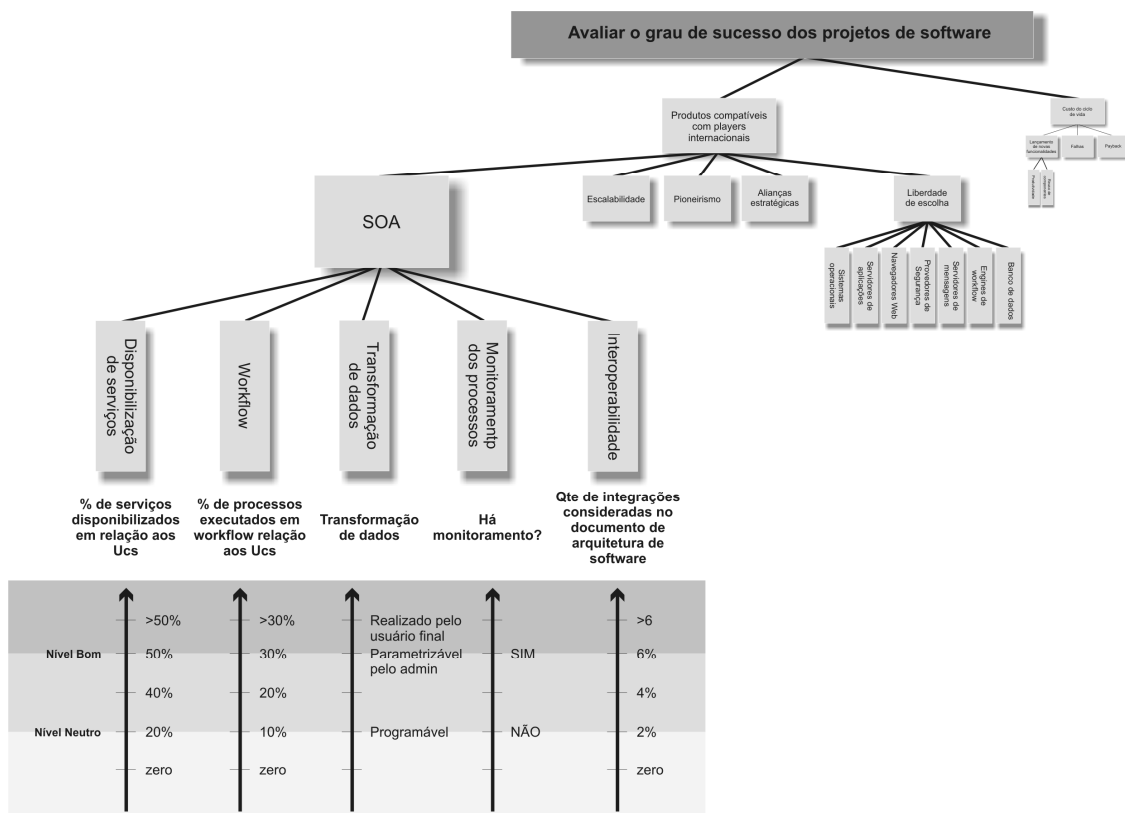 Avaliar o grau de sucesso dos projetos de software
Produtos compatíveis
com players
internacionais
Custo do ciclo
de vida
Lançamento
de novas
funcionalidades
Falhas
Payback
Produtividade
SOA
Escalabilidade
Pioneirismo
Alianças
estratégicas
Liberdade
de escolha
Sistemas
operacionais
Servidores de
aplicações
Navegadores Web
Provedores de
Segurança
Servidores de
mensagens
Engines de
workflow
Banco de dados
Disponibilização
de serviços
Workflow
Transformação
de dados
Monitoramentp
dos processos
Interoperabilidade
% de serviços
disponibilizados
em relação aos
Ucs
% de processos
executados em
workflow relação
aos Ucs
Transformação
de dados
Há
monitoramento?
Qte de integrações
consideradas no
documento de
arquitetura de
software
>50%
>30%
Realizado pelo
usuário final
>6
Nível Bom
50%
30%
Parametrizável
pelo admin
SIM
6%
40%
20%
4%
Nível Neutro
20%
10%
Programável
NÃO
2%
zero
zero
zero